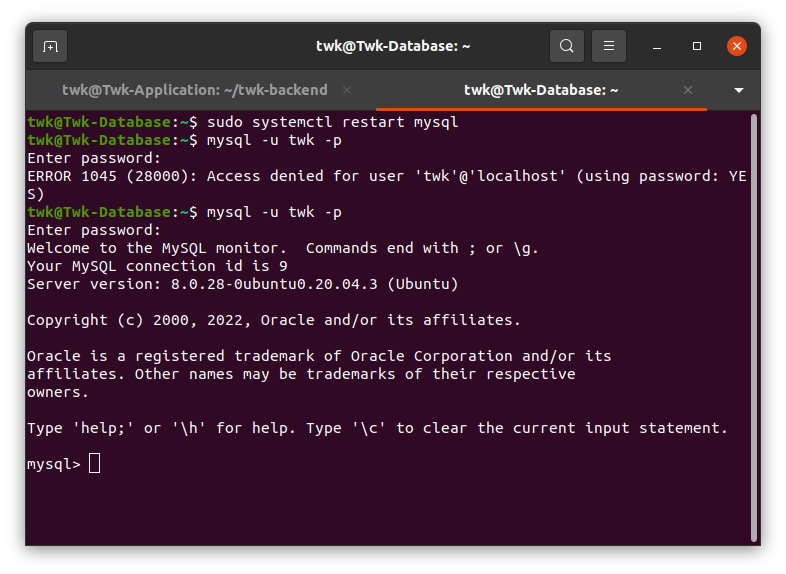 twk@Twk-Database: ~
twk@Twk-Application: ~/twk-backend
twk@Twk-Database: ~
twk@Twk-Database:~$ sudo systemctl restart mysql
twk@Twk-Database:~$ mysql -u twk -p
Enter password:
ERROR 1045 (28000): Access denied for user 'twk'@'localhost' (using password: YE
S)
twk@Twk-Database:~$ mysql -u twk -p
Enter password:
Welcome to the MySQL monitor.  Commands end with ; or \g.
Your MySQL connection id is 9
Server version: 8.0.28-0ubuntu0.20.04.3 (Ubuntu)
Copyright (c) 2000, 2022, Oracle and/or its affiliates.
Oracle is a registered trademark of Oracle Corporation and/or its
affiliates. Other names may be trademarks of their respective
owners.
Type 'help;' or '\h' for help. Type '\c' to clear the current input statement.
mysql>